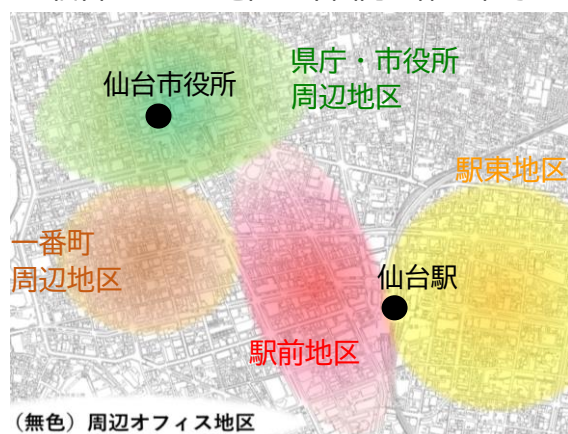 県庁・市役所
周辺地区
仙台市役所
駅東地区
一番町
周辺地区
仙台駅
駅前地区
（無色）周辺オフィス地区